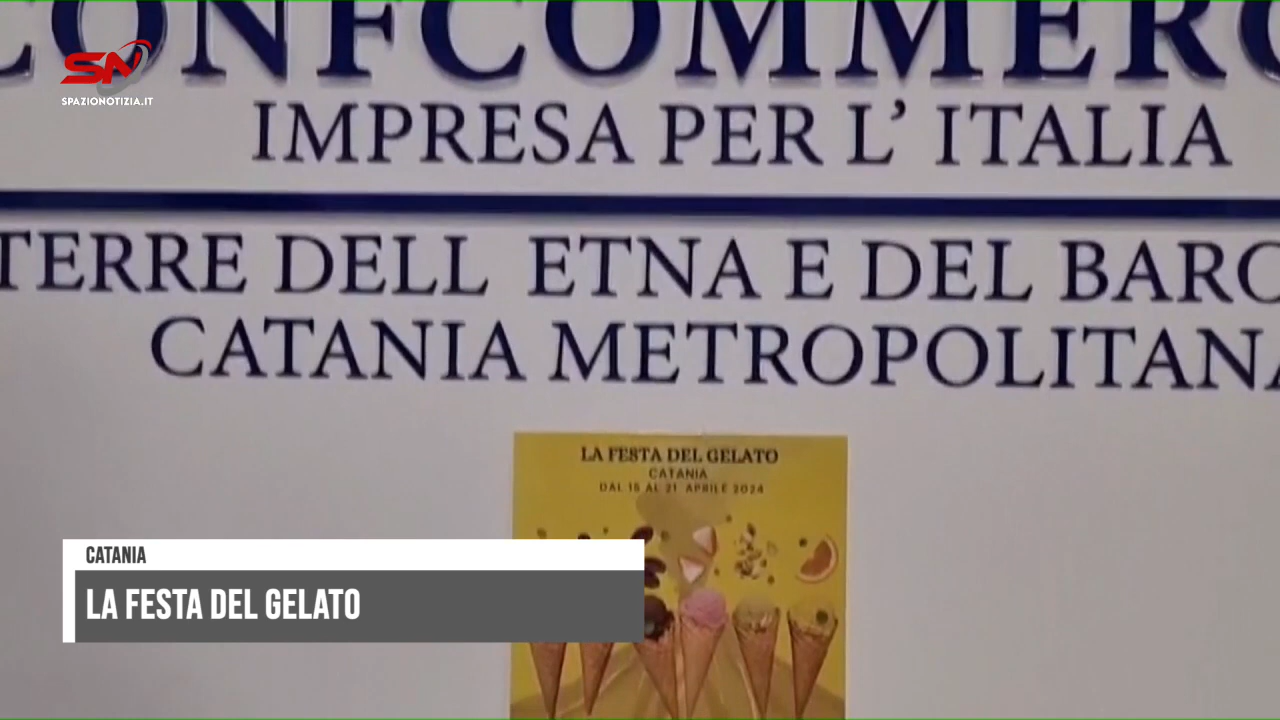 CONFCOMMERC
IMPRESA PER L' ITALIA
TERRE DELL ETNA E DEL BARO
CATANIA METROPOLITANA
SN
SPAZIONOTIZIA.IT
LA FESTA DEL GELATO
CATANIA
DAL 15 AL 21 APRILE 2024
CATANIA
LA FESTA DEL GELATO